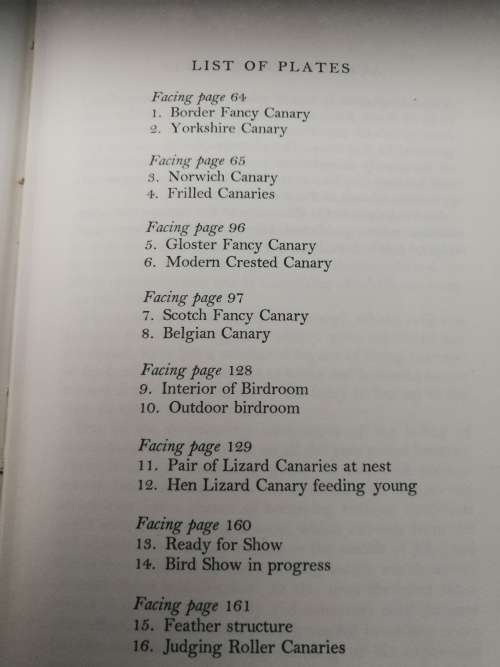 LIST OF PLATES
Facing page 64
1. Border Fancy Canary
2. Yorkshire Canary
Facing page 65
3. Norwich Canary
4. Frilled Canaries
Facing page 96
5. Gloster Fancy Canary
6. Modern Crested Canary
Facing page 97
7. Scotch Fancy Canary
8. Belgian Canary
Facing page 128
9. Interior of Birdroom
10. Outdoor birdroom
Facing page 129
11. Pair of Lizard Canaries at nest
12. Hen Lizard Canary feeding young
Facing page 160
13. Ready for Show
14. Bird Show in progress
Facing page 161
15. Feather structure
16. Judging Roller Canaries